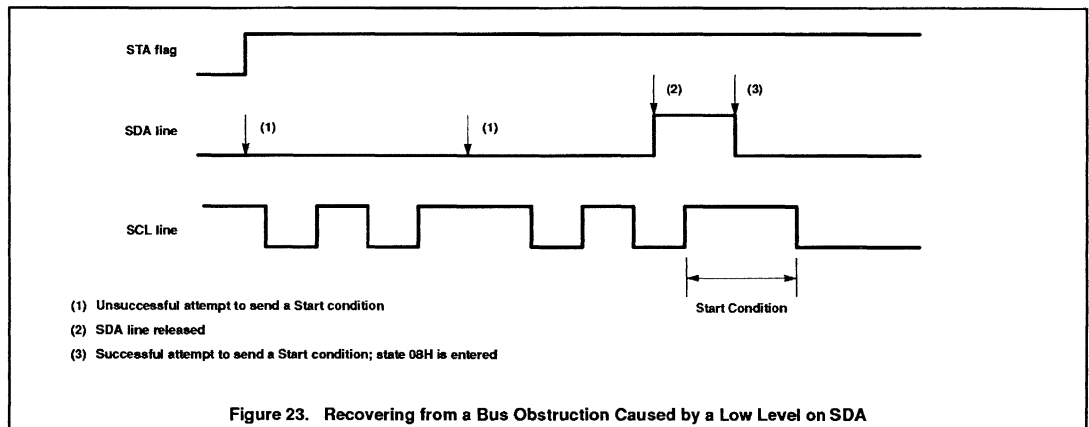 STA flag
(2)
(3)
SDA line
(1)
(1)
SCL line
Start Condition
(1) Unsuccessful attempt to send a Start condition
(2) SDA line released
(3) Successful attempt to send a Start condition; state 08H is entered
Figure 23. Recovering from a Bus Obstruction Caused by a Low Level on SDA